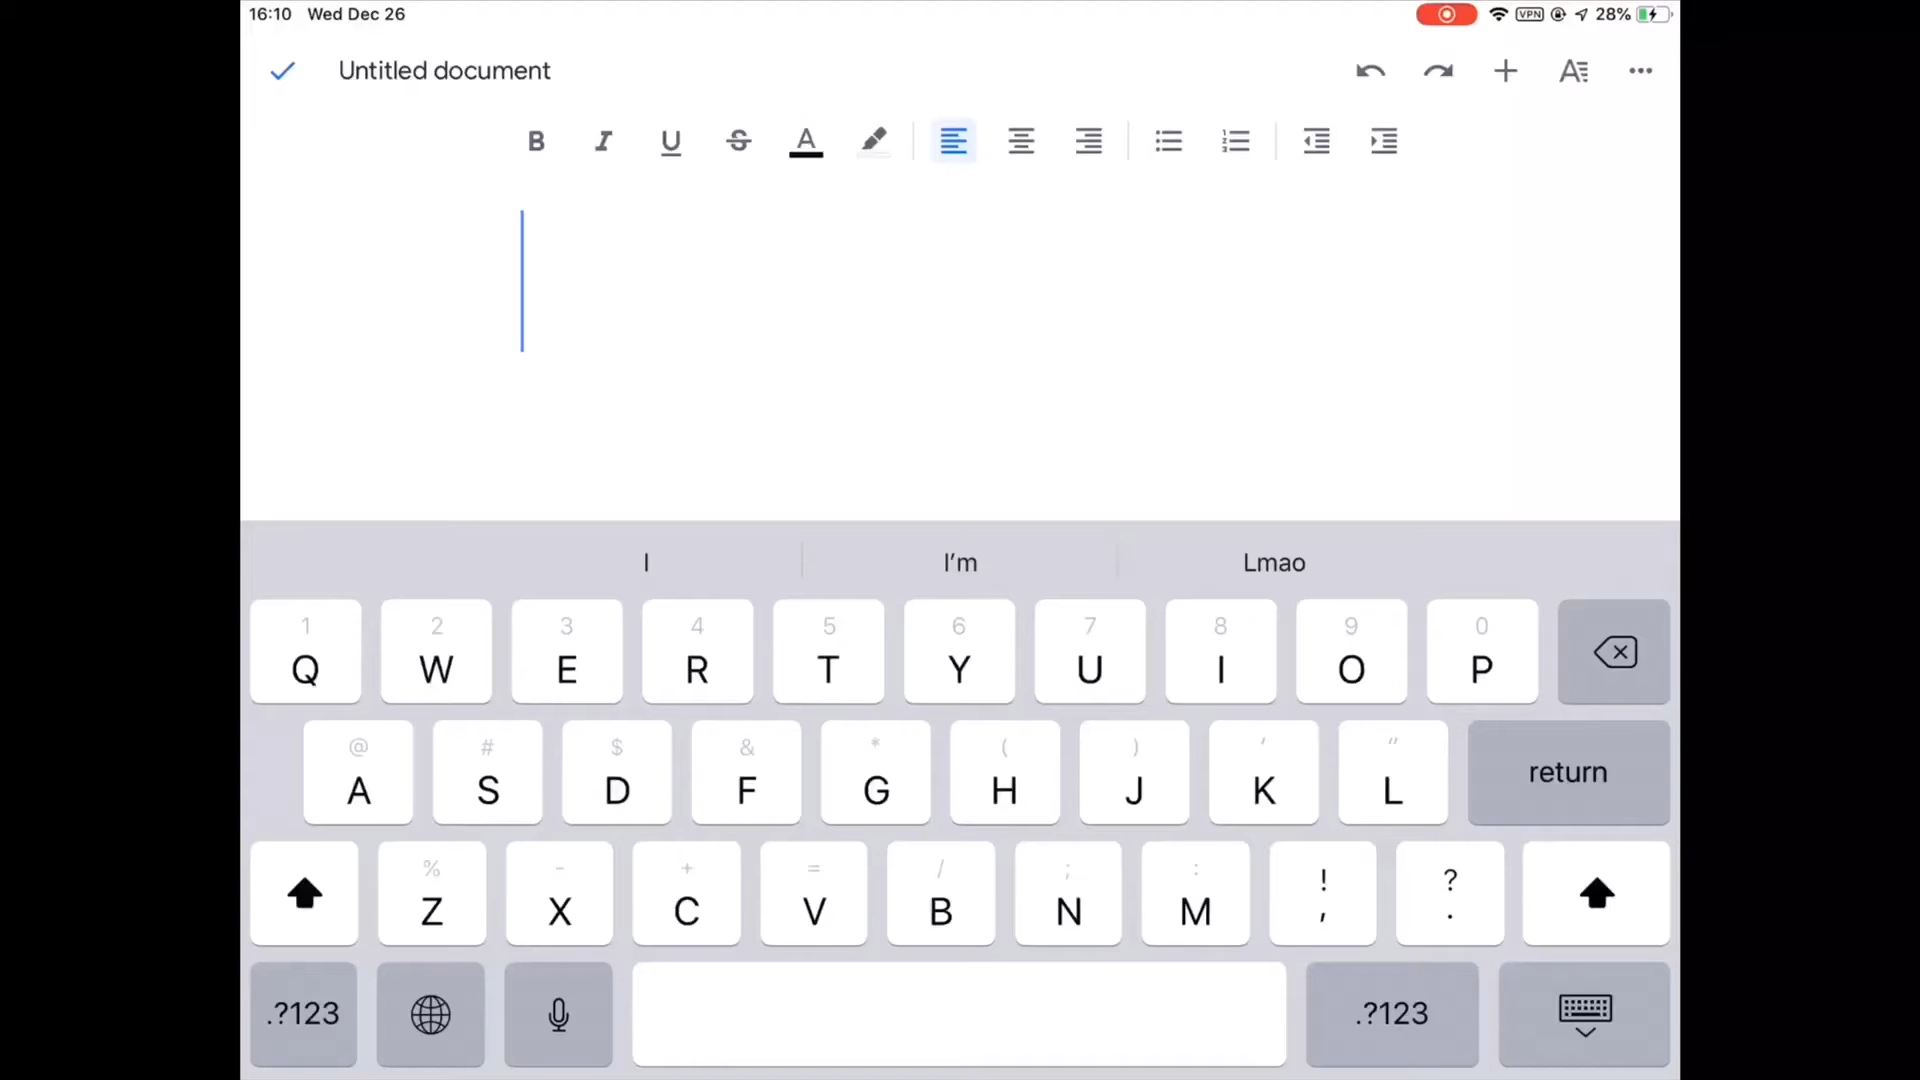 16:10 Wed Dec 26 VPN 28%
Untitled document
B I U S A A
I I’m Lmao
1 2 3 4 5 6 7 8 9 0
Q W E R T Y U I O P
@ # $ & * ( ) ′ ″
A S D F G H J K L return
% - + = / ; : ! ?
Z X C V B N M , .
.?123 .?123